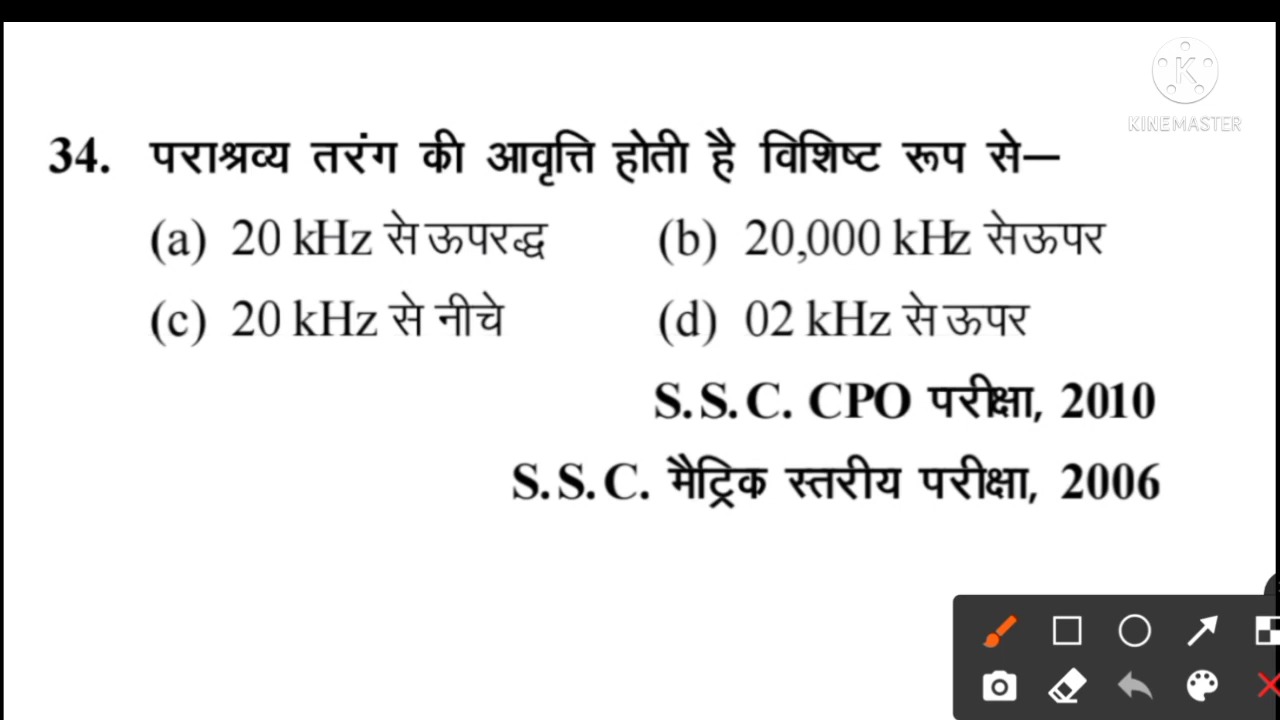 KINEMASTER
34. पराश्रव्य तरंग की आवृत्ति होती है विशिष्ट रूप से—
(a) 20 kHz से ऊपरद्ध (b) 20,000 kHz सेऊपर
(c) 20 kHz से नीचे (d) 02 kHz से ऊपर
S.S.C. CPO परीक्षा, 2010
S.S.C. मैट्रिक स्तरीय परीक्षा, 2006